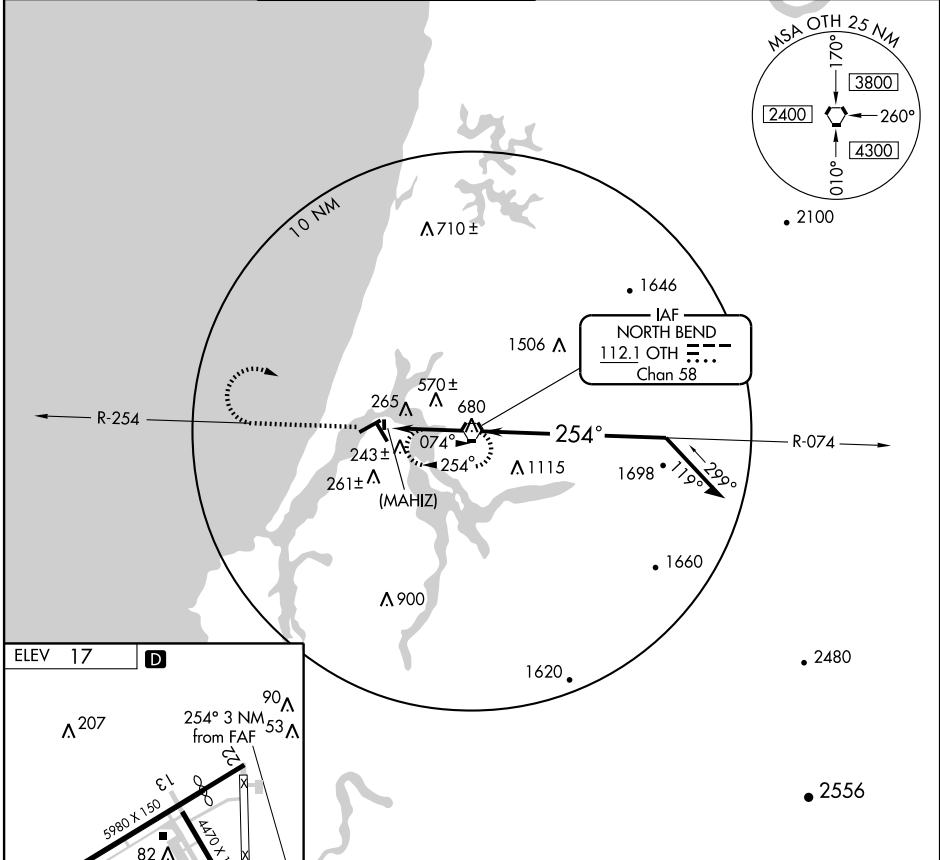 MSA OTH 25 NM
170°
3800
2400
260°
4300
010°
2100
10 NM
710 ±
1646
IAF
NORTH BEND
112.1 OTH
Chan 58
1506
570 ±
265
680
R-254
254°
R-074
074°
243 ±
254°
1115
1698
119°
299°
261±
(MAHIZ)
1660
900
1620
2480
2556
ELEV 17
D
90
207
254° 3 NM
53
from FAF
22
13
X
5980 X 150
4470 X 1
82
X